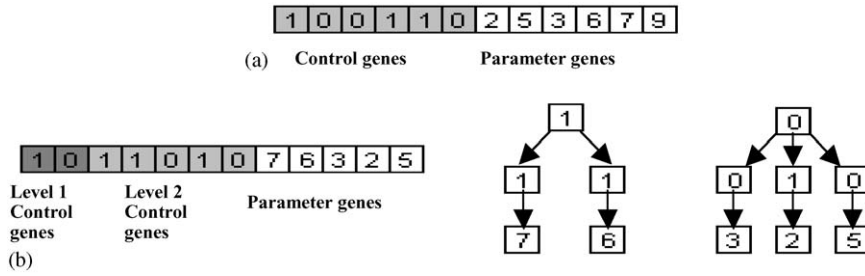 1 0 0 1 1 0 2 5 3 6 7 9
(a) Control genes Parameter genes
1 0 1 1 0 1 0 7 6 3 2 5
Level 1 Control genes
Level 2 Control genes
Parameter genes
(b)
1
1 1
7 6
0
0 1 0
3 2 5